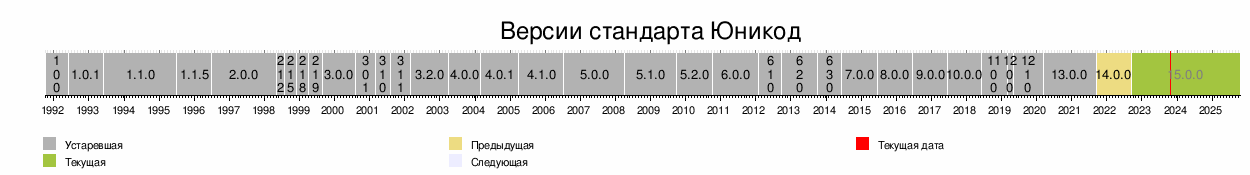 Версии стандарта Юникод
1.0.0 1.0.1 1.1.0 1.1.5 2.0.0 2.1.2 2.1.5 2.1.8 2.1.9 3.0.0 3.0.1 3.1.0 3.1.1 3.2.0 4.0.0 4.0.1 4.1.0 5.0.0 5.1.0 5.2.0 6.0.0 6.1.0 6.2.0 6.3.0 7.0.0 8.0.0 9.0.0 10.0.0 11.0.0 12.0.0 12.1.0 13.0.0 14.0.0 15.0.0
1992 1993 1994 1995 1996 1997 1998 1999 2000 2001 2002 2003 2004 2005 2006 2007 2008 2009 2010 2011 2012 2013 2014 2015 2016 2017 2018 2019 2020 2021 2022 2023 2024 2025
Устаревшая Предыдущая Текущая дата
Текущая Следующая